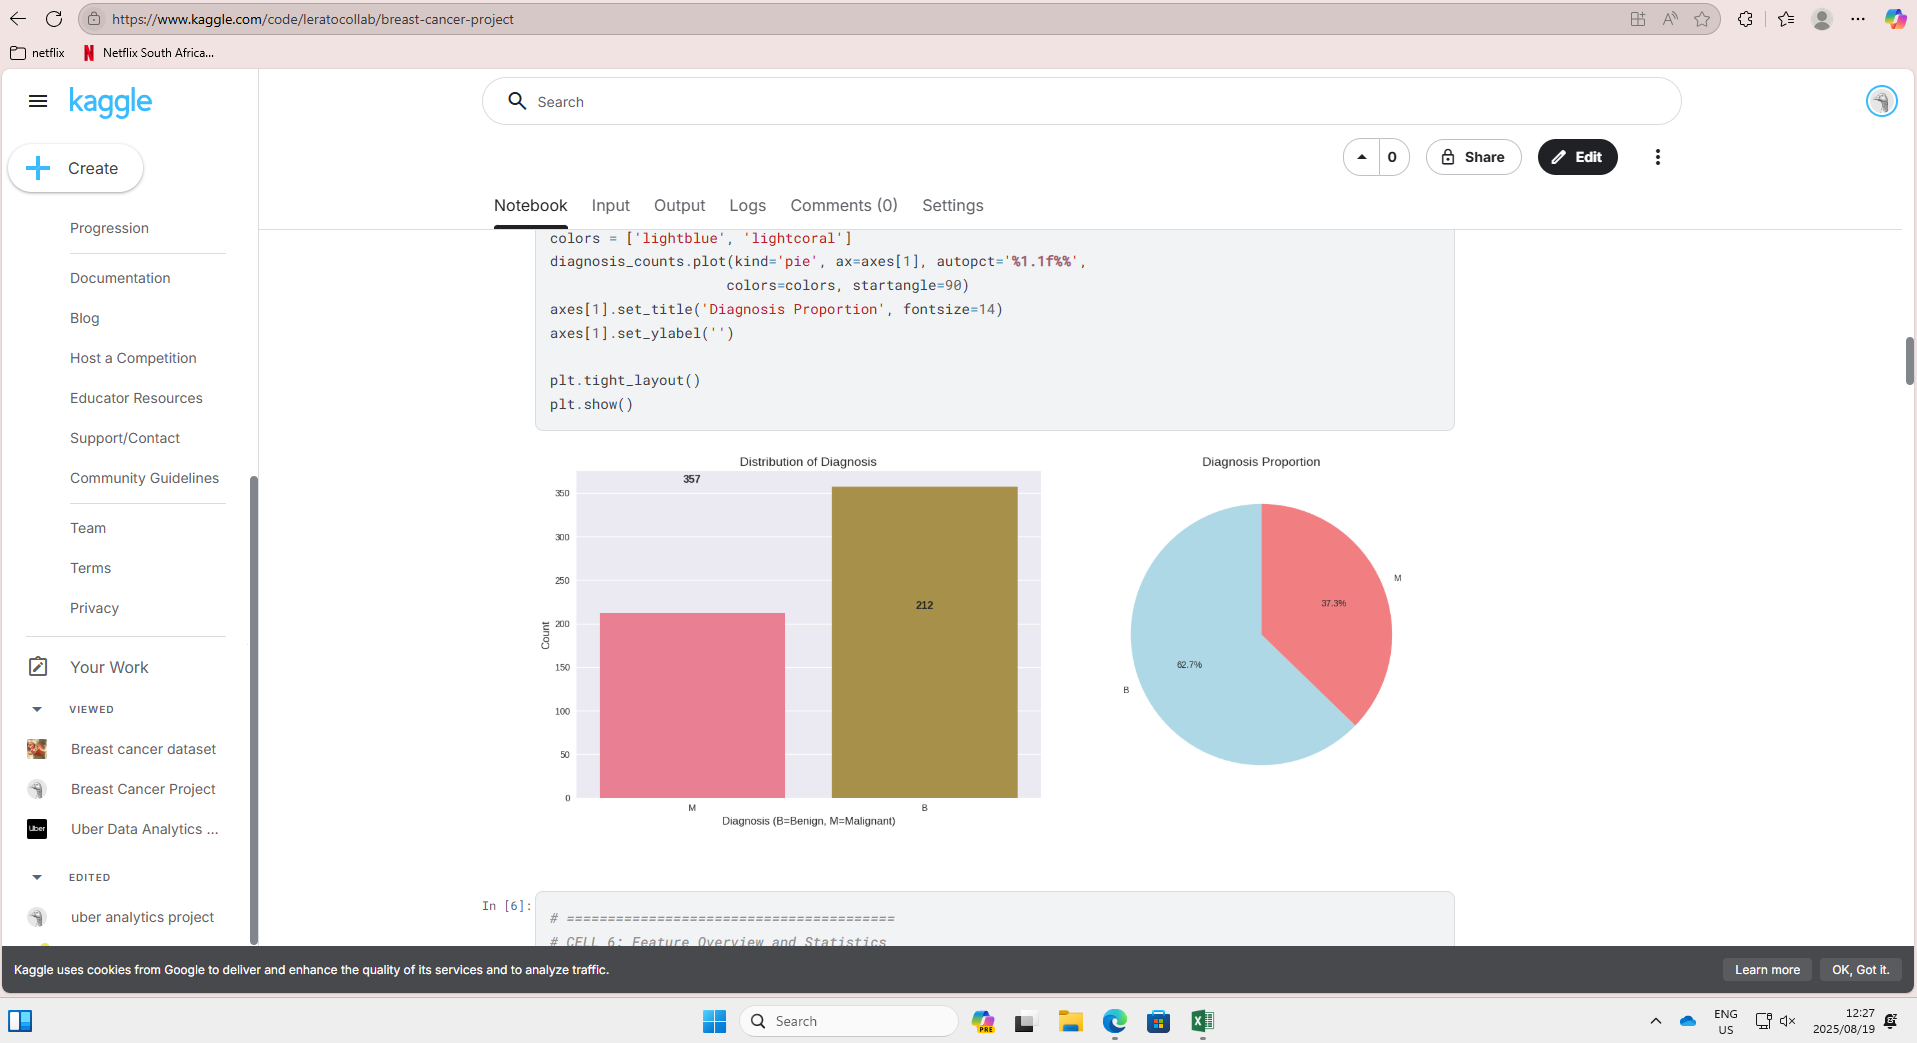 https://www.kaggle.com/code/leratocollab/breast-cancer-project
netflix
N Netflix South Africa...
kaggle
Search
Create
0
Share
Edit
Notebook Input Output Logs Comments (0) Settings
Progression
Documentation
Blog
Host a Competition
Educator Resources
Support/Contact
Community Guidelines
Team
Terms
Privacy
Your Work
VIEWED
Breast cancer dataset
Breast Cancer Project
Uber
Uber Data Analytics ...
EDITED
uber analytics project
colors = ['lightblue', 'lightcoral']
diagnosis_counts.plot(kind='pie', ax=axes[1], autopct='%1.1f%%',
colors=colors, startangle=90)
axes[1].set_title('Diagnosis Proportion', fontsize=14)
axes[1].set_ylabel('')
plt.tight_layout()
plt.show()
Distribution of Diagnosis
357
350
300
250
212
200
150
100
50
0
Count
M B
Diagnosis (B=Benign, M=Malignant)
Diagnosis Proportion
M
37.3%
62.7%
B
In [6]:
# ========================================
# CELL 6: Feature Overview and Statistics
Kaggle uses cookies from Google to deliver and enhance the quality of its services and to analyze traffic.
Learn more
OK, Got it.
Search
PRE
ENG
US
12:27
2025/08/19